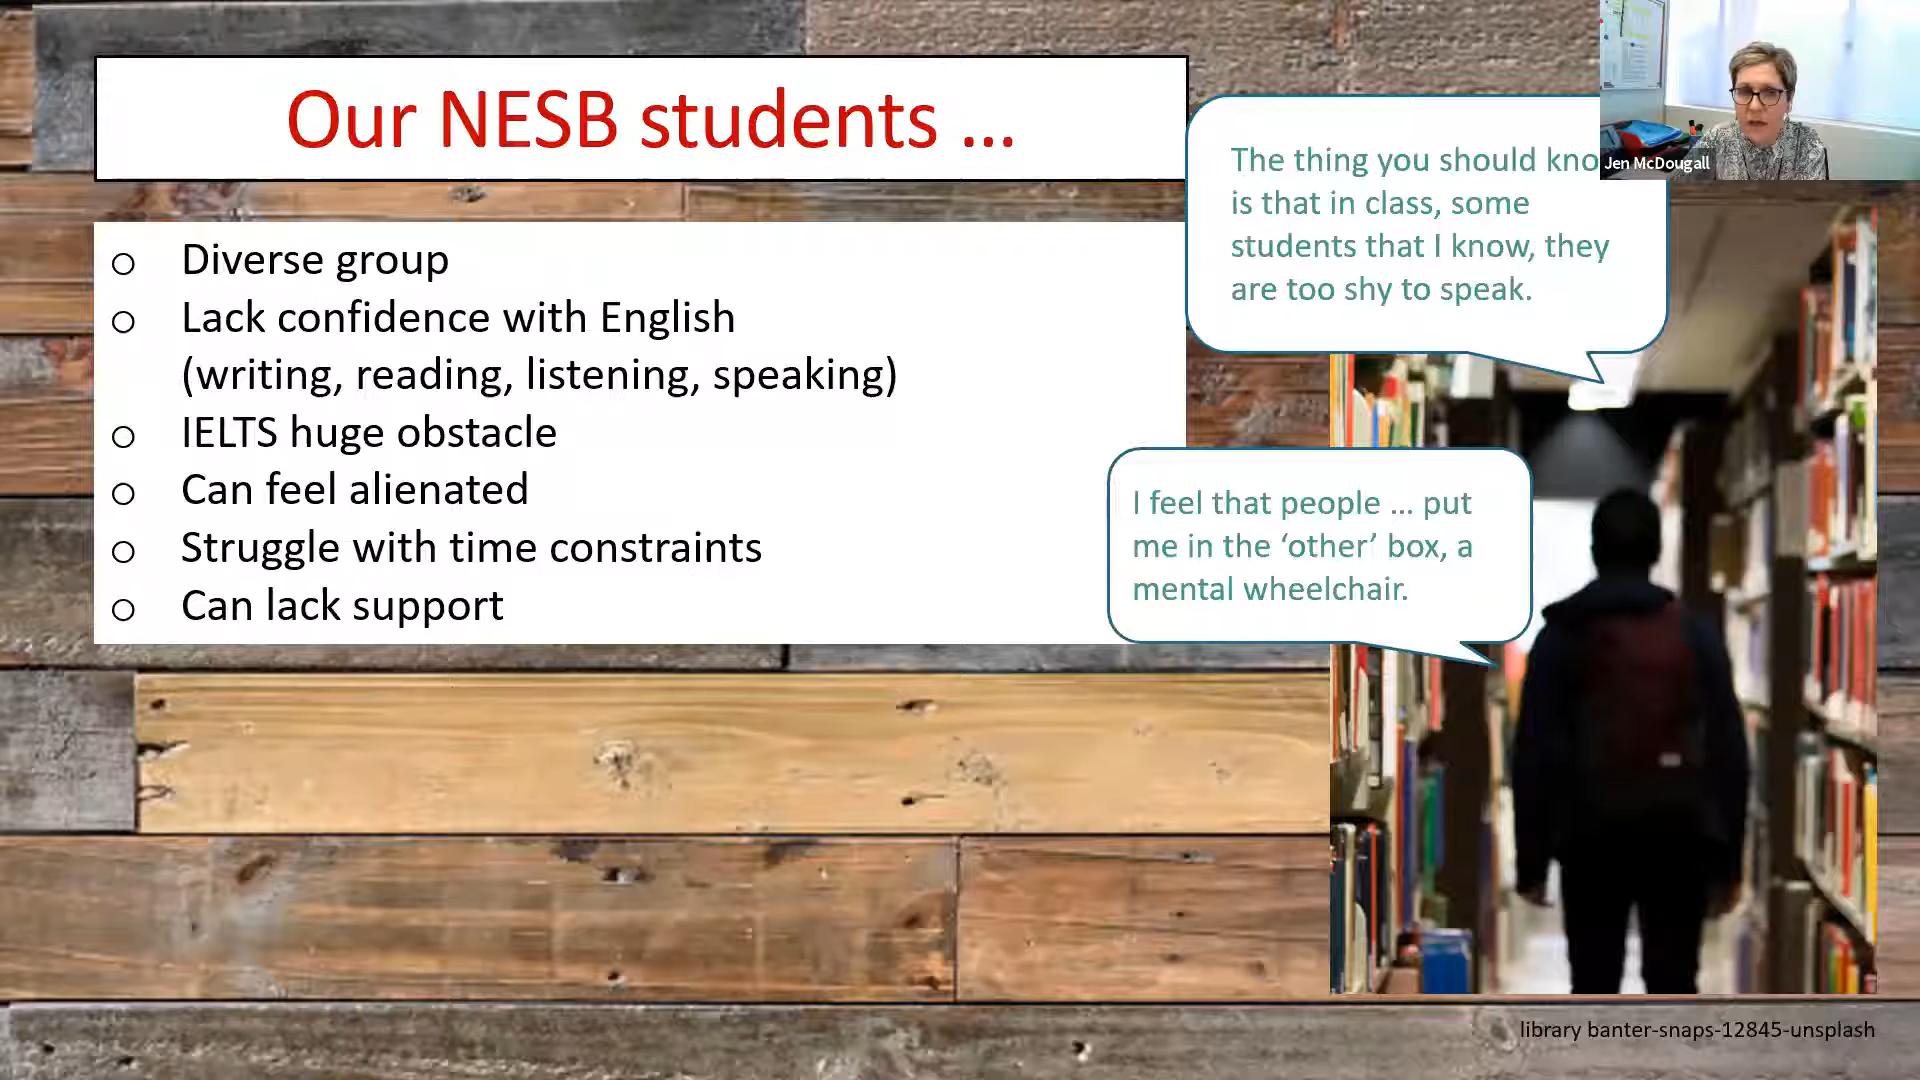 Our NESB students ...
o Diverse group
o Lack confidence with English
(writing, reading, listening, speaking)
o IELTS huge obstacle
o Can feel alienated
o Struggle with time constraints
o Can lack support
The thing you should kno
is that in class, some
students that I know, they
are too shy to speak.
I feel that people ... put
me in the ‘other’ box, a
mental wheelchair.
Jen McDougall
library banter-snaps-12845-unsplash